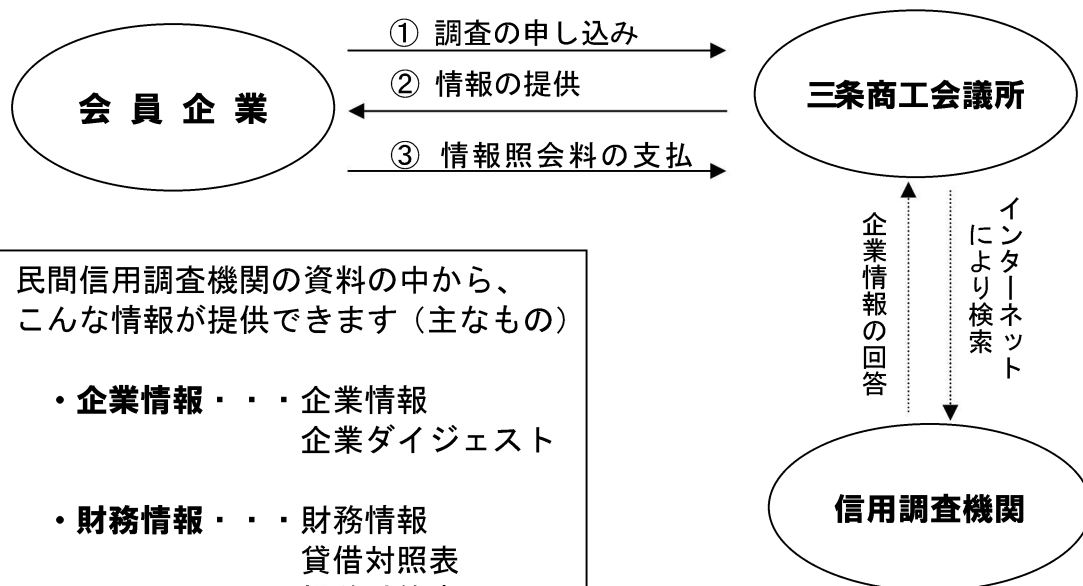 ① 調査の申し込み
② 情報の提供
③ 情報照会料の支払
会員企業
三条商工会議所
企業情報の回答
インターネット
により検索
信用調査機関
民間信用調査機関の資料の中から、
こんな情報が提供できます（主なもの）
・企業情報・・・企業情報
企業ダイジェスト
・財務情報・・・財務情報
貸借対照表